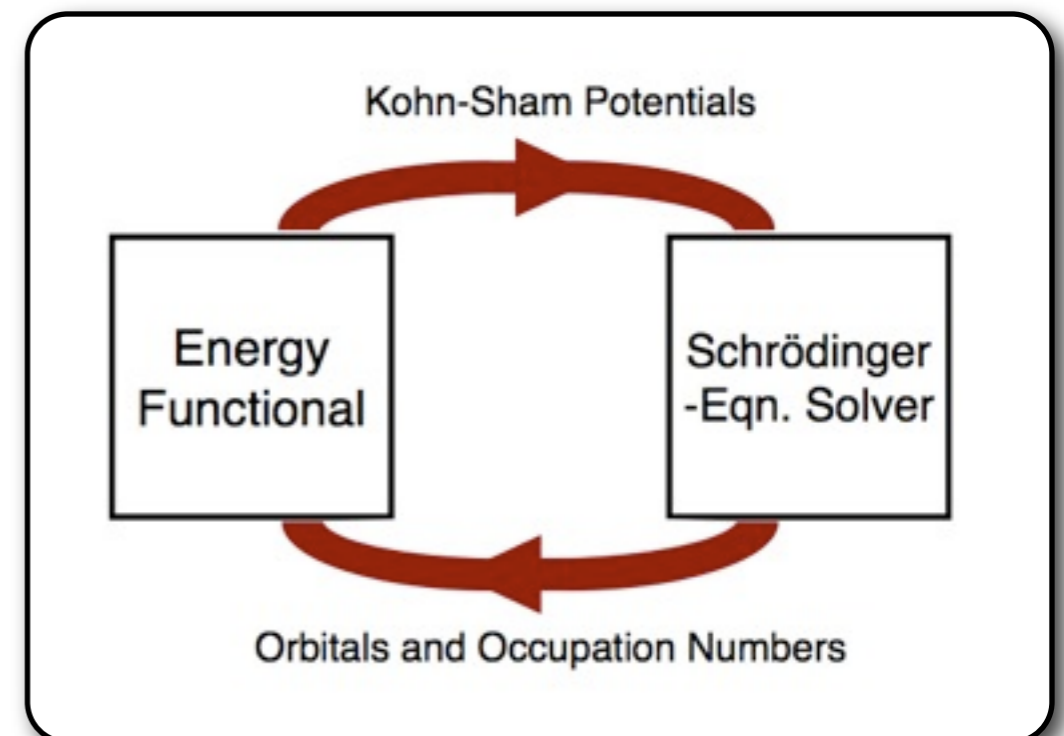 Kohn-Sham Potentials
Energy
Functional
Schrödinger
-Eqn. Solver
Orbitals and Occupation Numbers